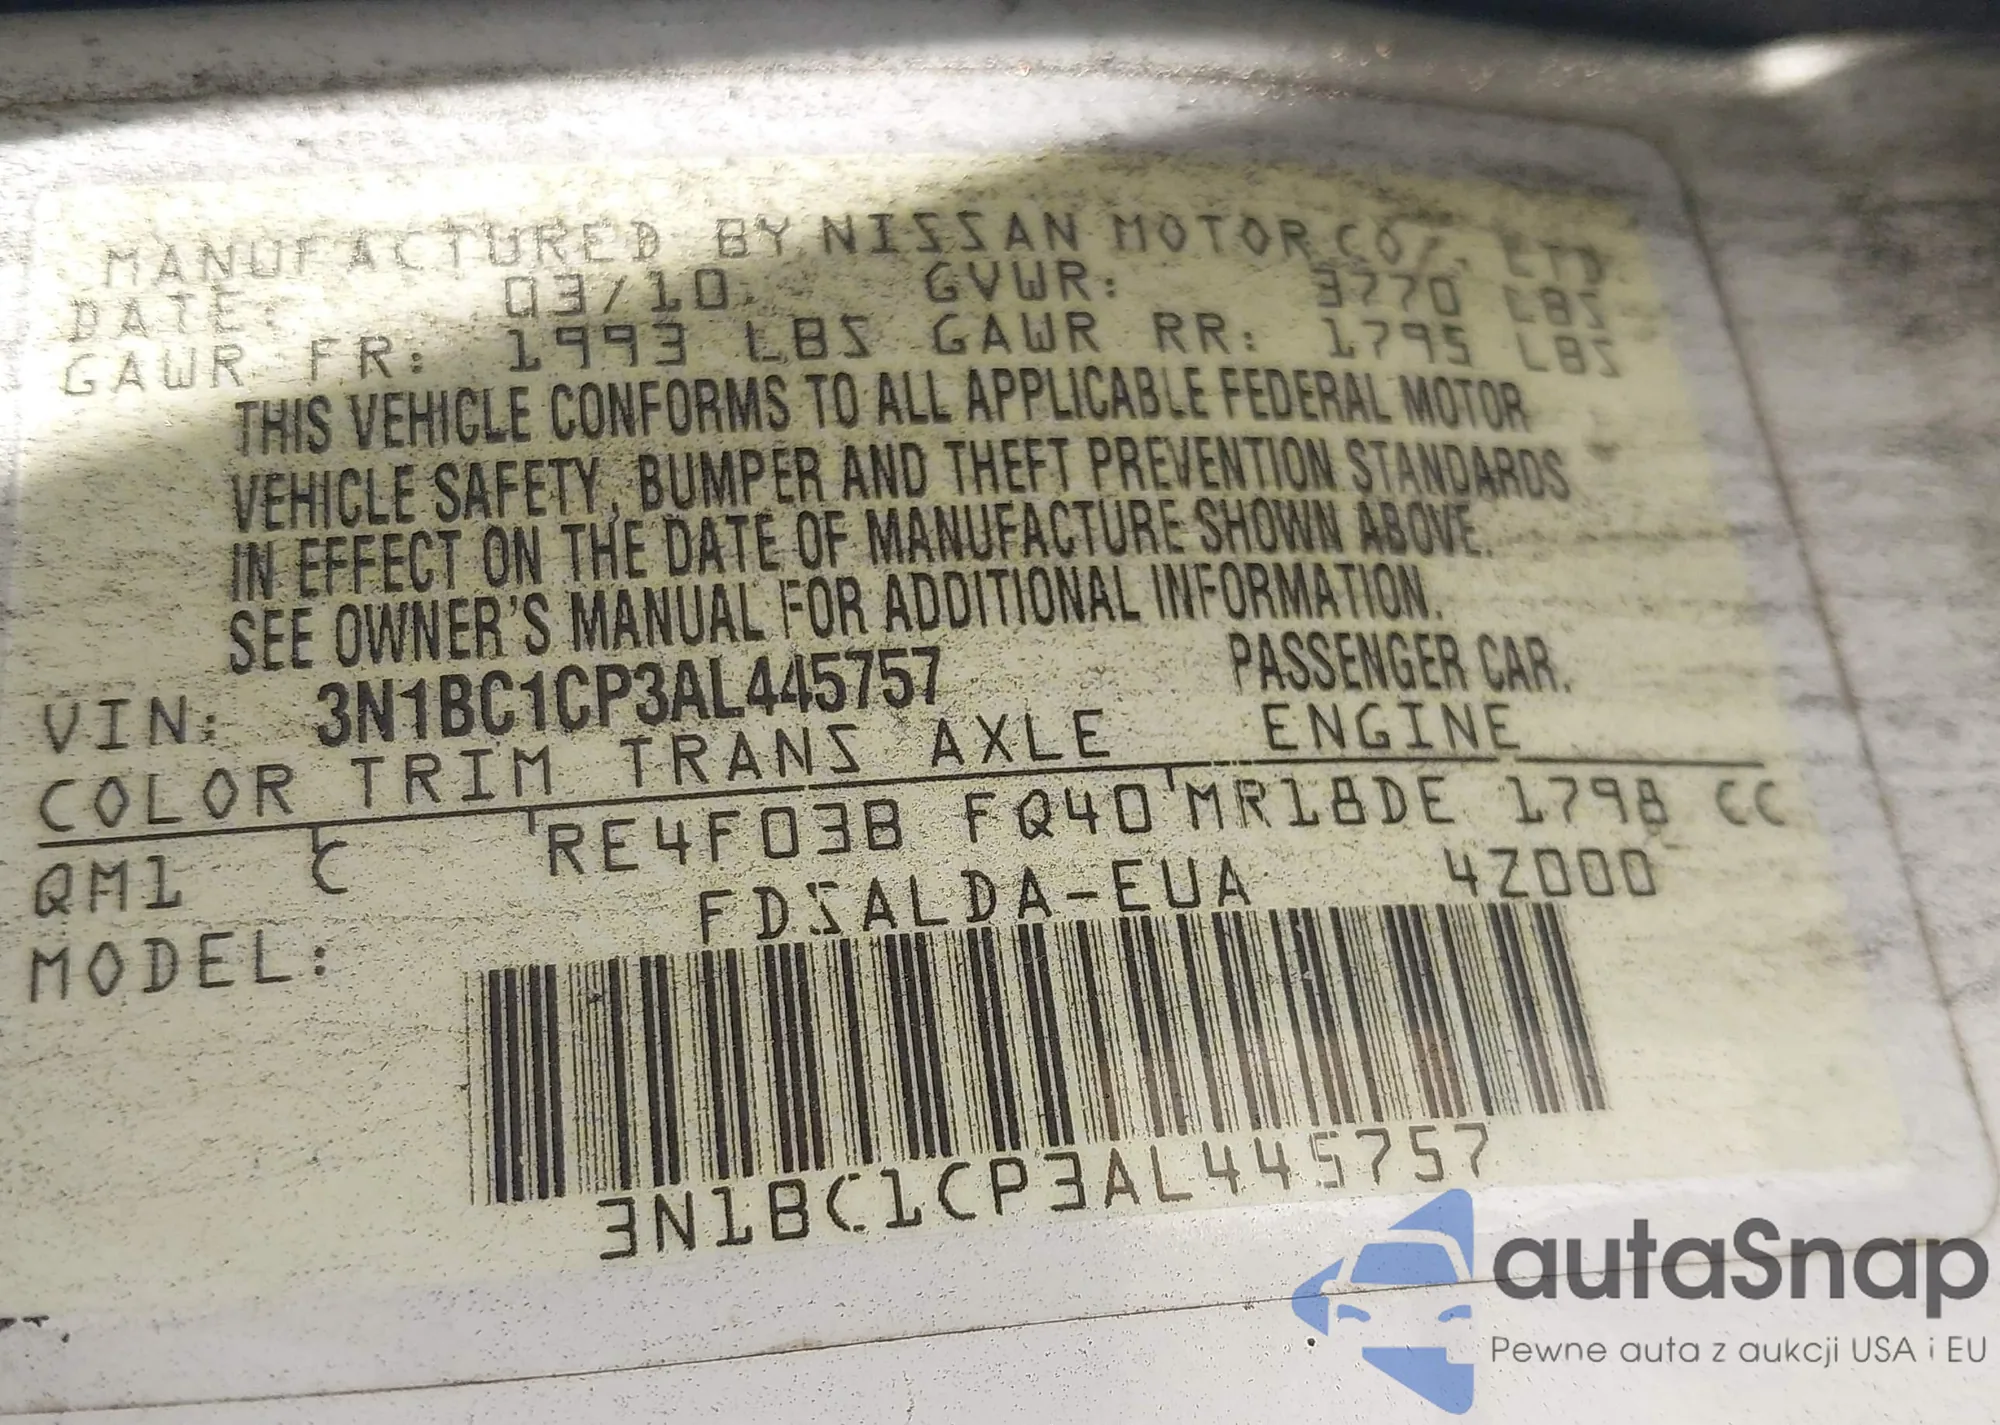 MANUFACTURED BY NISSAN MOTOR CO., LTD
DATE: 03/10 GVWR: 3770 LBS
GAWR FR: 1993 LBS GAWR RR: 1795 LBS
THIS VEHICLE CONFORMS TO ALL APPLICABLE FEDERAL MOTOR
VEHICLE SAFETY, BUMPER AND THEFT PREVENTION STANDARDS
IN EFFECT ON THE DATE OF MANUFACTURE SHOWN ABOVE.
SEE OWNER'S MANUAL FOR ADDITIONAL INFORMATION.
VIN: 3N1BC1CP3AL445757 PASSENGER CAR.
COLOR TRIM TRANS AXLE ENGINE
QM1 C RE4F03B FQ40 MR18DE 1798 CC
MODEL: FDSALDA-EUA 4Z000
3N1BC1CP3AL445757
autaSnap
Pewne auta z aukcji USA i EU